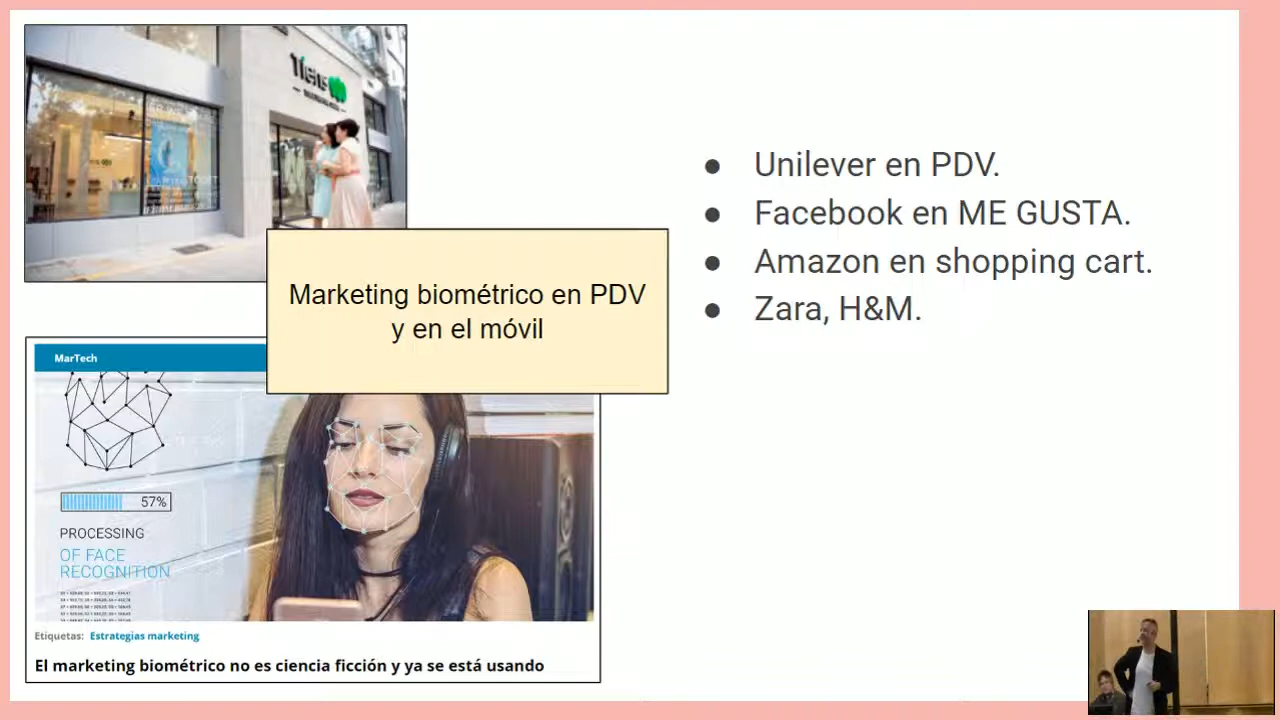 Tiens
Marketing biométrico en PDV
y en el móvil
MarTech
57%
PROCESSING
OF FACE
RECOGNITION
Etiquetas: Estrategias marketing
El marketing biométrico no es ciencia ficción y ya se está usando
● Unilever en PDV.
● Facebook en ME GUSTA.
● Amazon en shopping cart.
● Zara, H&M.